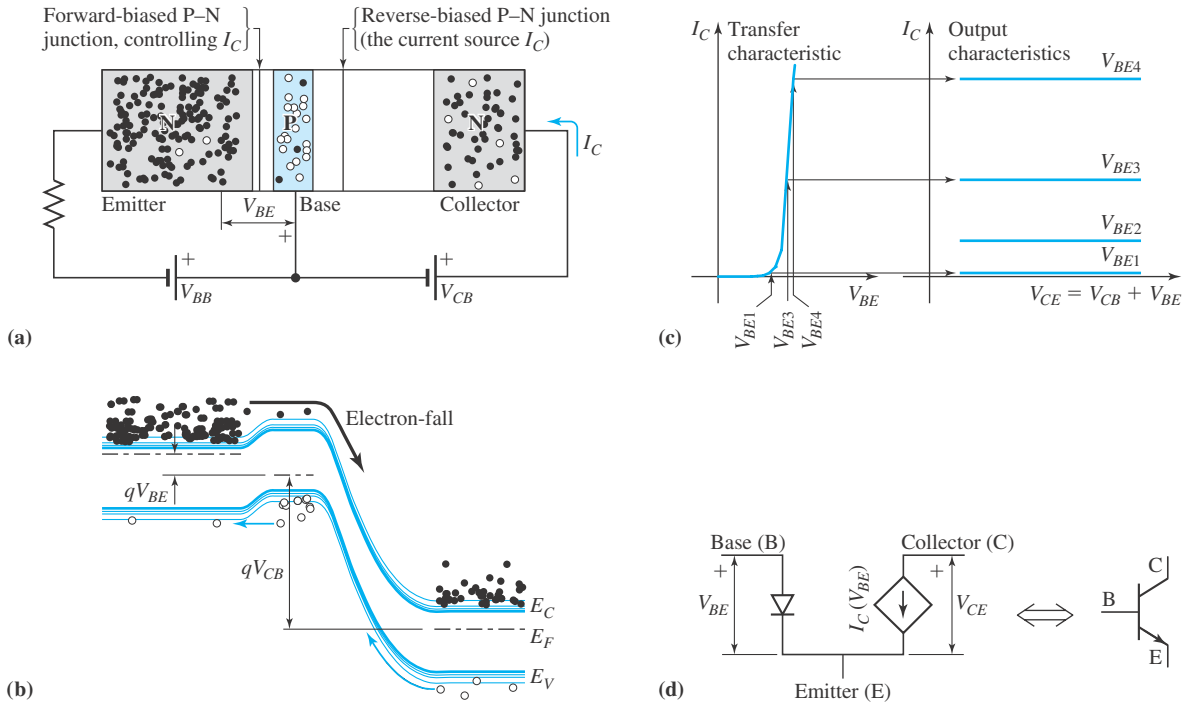 Forward-biased P–N
junction, controlling I_C
Reverse-biased P–N junction
(the current source I_C)
N
P
N
I_C
Emitter
V_BE
Base
Collector
+
+
V_BB
+
V_CB
(a)
I_C
Transfer
characteristic
V_BE
V_BE1
V_BE3
V_BE4
I_C
Output
characteristics
V_BE4
V_BE3
V_BE2
V_BE1
V_CE = V_CB + V_BE
(c)
Electron-fall
qV_BE
qV_CB
E_C
E_F
E_V
(b)
Base (B)
Collector (C)
+
V_BE
I_C (V_BE)
+
V_CE
Emitter (E)
C
B
E
(d)